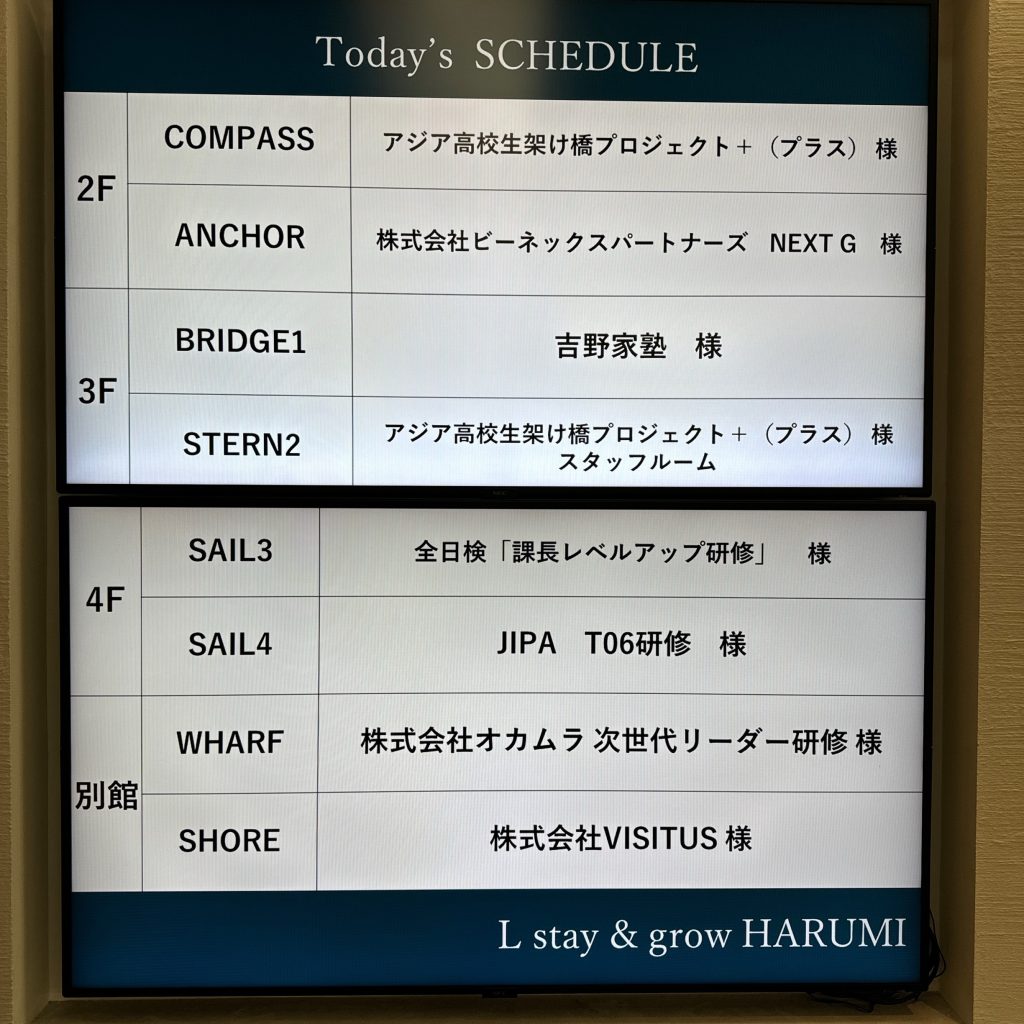 Today's SCHEDULE
2F
COMPASS
アジア高校生架け橋プロジェクト＋（プラス） 様
ANCHOR
株式会社ビーネックスパートナーズ　NEXT G　様
3F
BRIDGE1
吉野家塾　様
STERN2
アジア高校生架け橋プロジェクト＋（プラス） 様
スタッフルーム
4F
SAIL3
全日検「課長レベルアップ研修」　様
SAIL4
JIPA　T06研修　様
別館
WHARF
株式会社オカムラ 次世代リーダー研修 様
SHORE
株式会社VISITUS 様
L stay & grow HARUMI